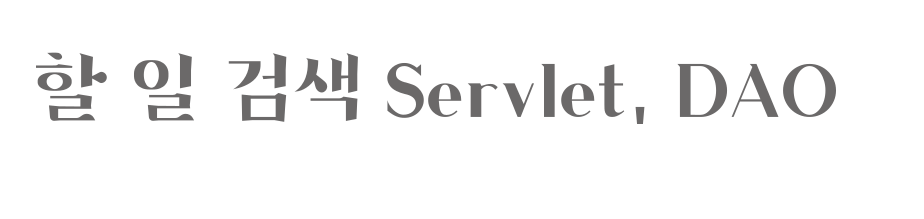 할 일 검색 Servlet, DAO